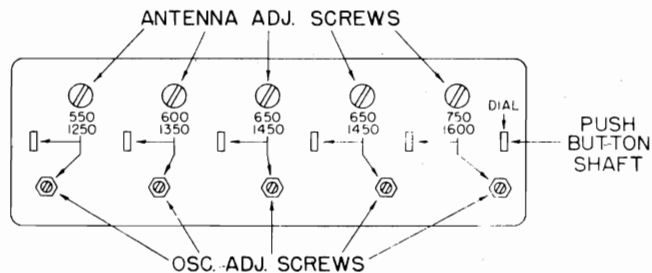 ANTENNA ADJ. SCREWS
550
1250
600
1350
650
1450
650
1450
750
1600
DIAL
PUSH
BUTTON
SHAFT
OSC. ADJ. SCREWS